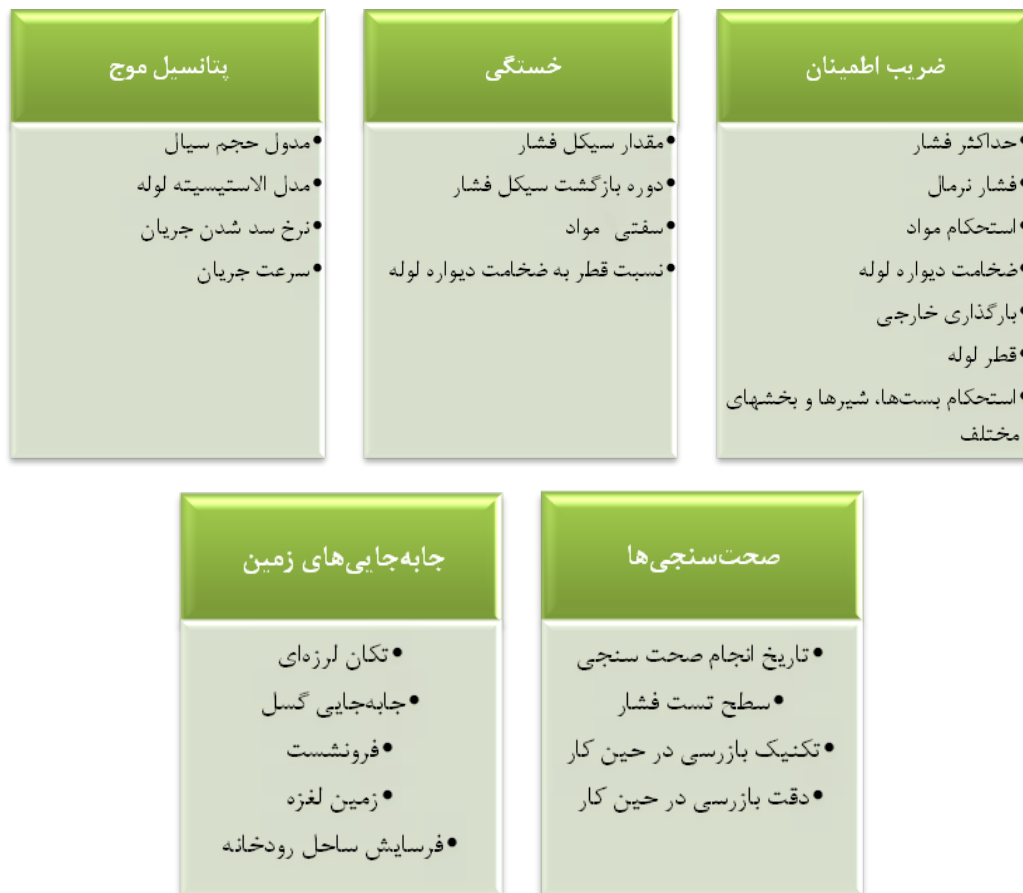 ضریب اطمینان
•حداکثر فشار
•فشار نرمال
•استحکام مواد
•ضخامت دیواره لوله
•بارگذاری خارجی
•قطر لوله
•استحکام بست‌ها، شیرها و بخشهای
مختلف
خستگی
•مقدار سیکل فشار
•دوره بازگشت سیکل فشار
•سفتی مواد
•نسبت قطر به ضخامت دیواره لوله
پتانسیل موج
•مدول حجم سیال
•مدل الاستیسیته لوله
•نرخ سد شدن جریان
•سرعت جریان
صحت‌سنجی‌ها
•تاریخ انجام صحت سنجی
•سطح تست فشار
•تکنیک بازرسی در حین کار
•دقت بازرسی در حین کار
جابه‌جایی‌های زمین
•تکان لرزه‌ای
•جابه‌جایی گسل
•فرونشست
•زمین لغزه
•فرسایش ساحل رودخانه